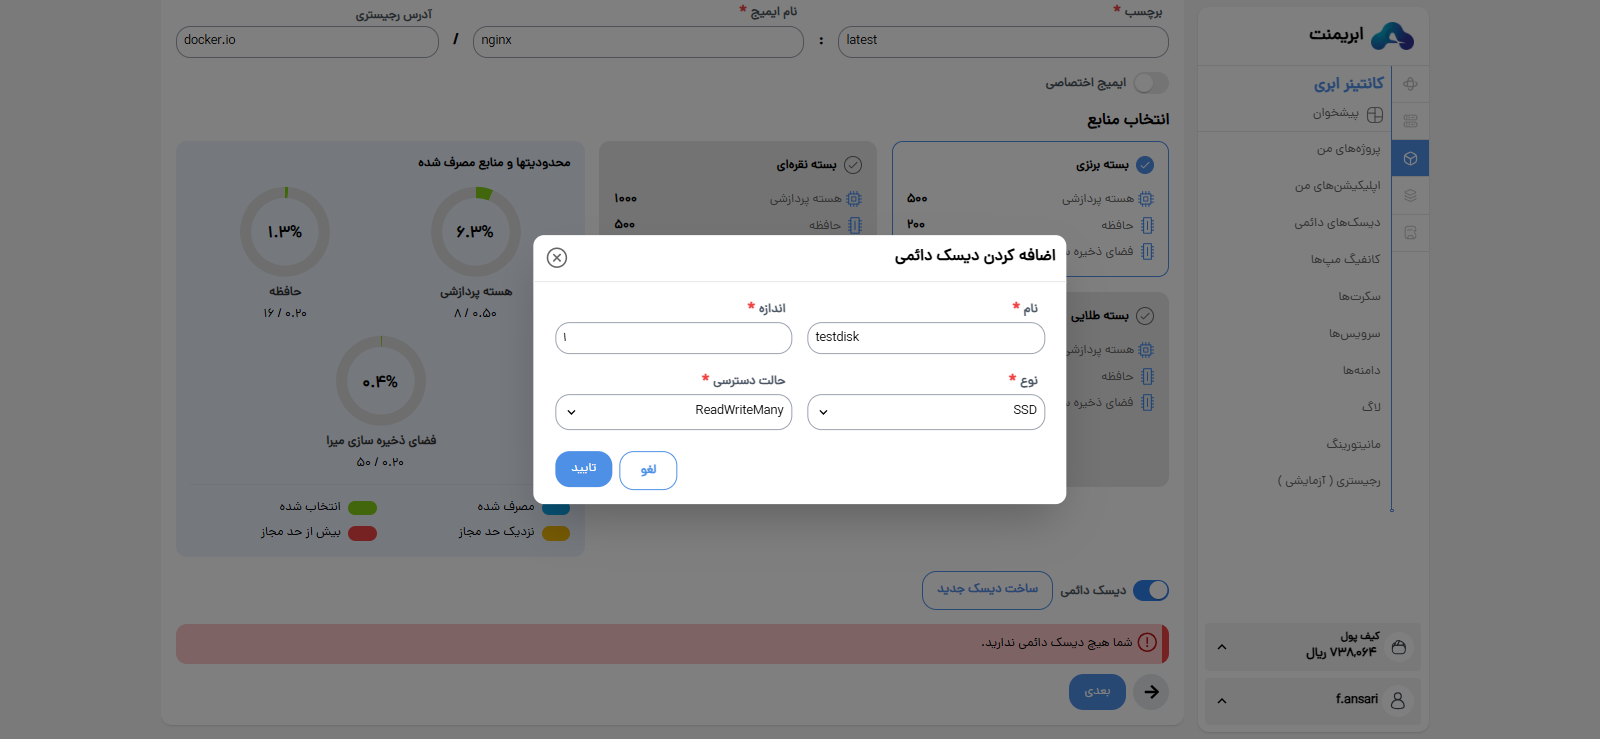 ابریمنت
کانتینر ابری
پیشخوان
پروژه‌های من
اپلیکیشن‌های من
دیسک‌های دائمی
کانفیگ مپ‌ها
سکرت‌ها
سرویس‌ها
دامنه‌ها
لاگ
مانیتورینگ
رجیستری ( آزمایشی )
کیف پول
۷۳۸,۰۶۴ ریال
f.ansari
برچسب *
نام ایمیج *
آدرس رجیستری
latest
:
nginx
/
docker.io
ایمیج اختصاصی
انتخاب منابع
بسته برنزی
هسته پردازشی
۵۰۰
حافظه
۲۰۰
فضای ذخیره
بسته نقره‌ای
هسته پردازشی
۱۰۰۰
حافظه
۵۰۰
بسته طلایی
هسته پردازشی
حافظه
فضای ذخیره
محدودیتها و منابع مصرف شده
۶.۳%
هسته پردازشی
۸ / ۰.۵۰
۱.۳%
حافظه
۱۶ / ۰.۲۰
۰.۴%
فضای ذخیره سازی میرا
۵۰ / ۰.۲۰
مصرف شده
انتخاب شده
نزدیک حد مجاز
بیش از حد مجاز
اضافه کردن دیسک دائمی
نام *
testdisk
اندازه *
۱
نوع *
SSD
حالت دسترسی *
ReadWriteMany
لغو
تایید
دیسک دائمی
ساخت دیسک جدید
شما هیچ دیسک دائمی ندارید.
بعدی